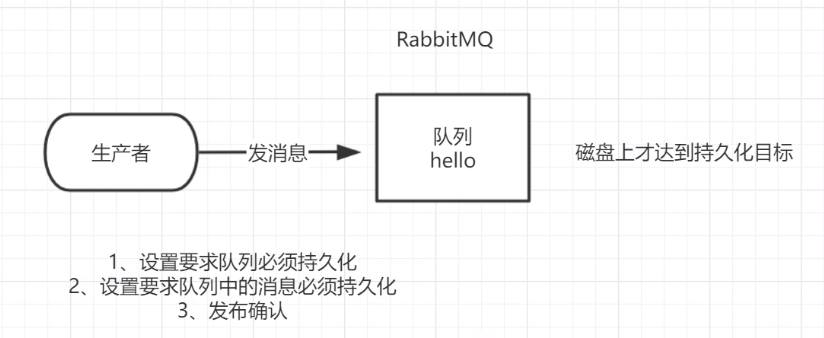 RabbitMQ
生产者
发消息
队列
hello
磁盘上才达到持久化目标
1、设置要求队列必须持久化
2、设置要求队列中的消息必须持久化
3、发布确认